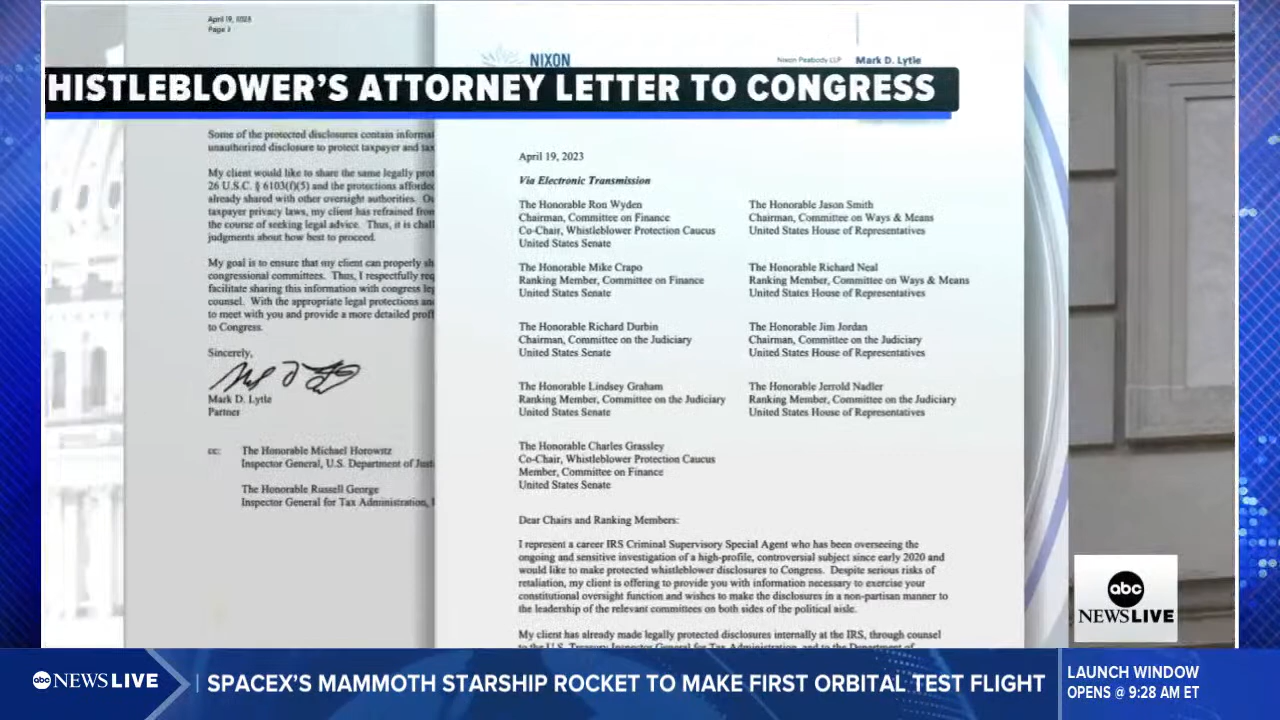 April 19, 2023
Page 3
NIXON
Nixon Peabody LLP
Mark D. Lytle
HISTLEBLOWER'S ATTORNEY LETTER TO CONGRESS
Some of the protected disclosures contain
unauthorized disclosure to protect taxpayer and tax
My client would like to share the same legally
26 U.S.C. § 6103(f)(5) and the protections
already shared with other oversight authorities.
taxpayer privacy laws, my client has refrained from
the course of seeking legal advice. Thus, it is
judgments about how best to proceed.
My goal is to ensure that my client can properly
congressional committees. Thus, I respectfully
facilitate sharing this information with congress
counsel. With the appropriate legal protections
to meet with you and provide a more detailed
to Congress.
Sincerely,
Mark D. Lytle
Partner
cc:
The Honorable Michael Horowitz
Inspector General, U.S. Department of
The Honorable Russell George
Inspector General for Tax Administration,
April 19, 2023
Via Electronic Transmission
The Honorable Ron Wyden
Chairman, Committee on Finance
Co-Chair, Whistleblower Protection Caucus
United States Senate
The Honorable Jason Smith
Chairman, Committee on Ways & Means
United States House of Representatives
The Honorable Mike Crapo
Ranking Member, Committee on Finance
United States Senate
The Honorable Richard Neal
Ranking Member, Committee on Ways & Means
United States House of Representatives
The Honorable Richard Durbin
Chairman, Committee on the Judiciary
United States Senate
The Honorable Jim Jordan
Chairman, Committee on the Judiciary
United States House of Representatives
The Honorable Lindsey Graham
Ranking Member, Committee on the Judiciary
United States Senate
The Honorable Jerrold Nadler
Ranking Member, Committee on the Judiciary
United States House of Representatives
The Honorable Charles Grassley
Co-Chair, Whistleblower Protection Caucus
Member, Committee on Finance
United States Senate
Dear Chairs and Ranking Members:
I represent a career IRS Criminal Supervisory Special Agent who has been overseeing the
ongoing and sensitive investigation of a high-profile, controversial subject since early 2020 and
would like to make protected whistleblower disclosures to Congress. Despite serious risks of
retaliation, my client is offering to provide you with information necessary to exercise your
constitutional oversight function and wishes to make the disclosures in a non-partisan manner to
the leadership of the relevant committees on both sides of the political aisle.
My client has already made legally protected disclosures internally at the IRS, through counsel
to the U.S. Treasury Inspector General for Tax Administration, and to the Department of
abc
NEWS LIVE
abc NEWS LIVE
SPACEX'S MAMMOTH STARSHIP ROCKET TO MAKE FIRST ORBITAL TEST FLIGHT
LAUNCH WINDOW
OPENS @ 9:28 AM ET